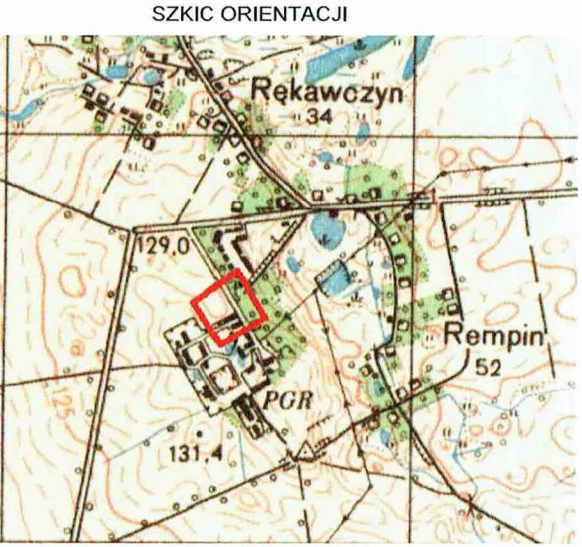 SZKIC ORIENTACJI
Rękawczyn
34
129.0
Rempin
52
PGR
125
131.4